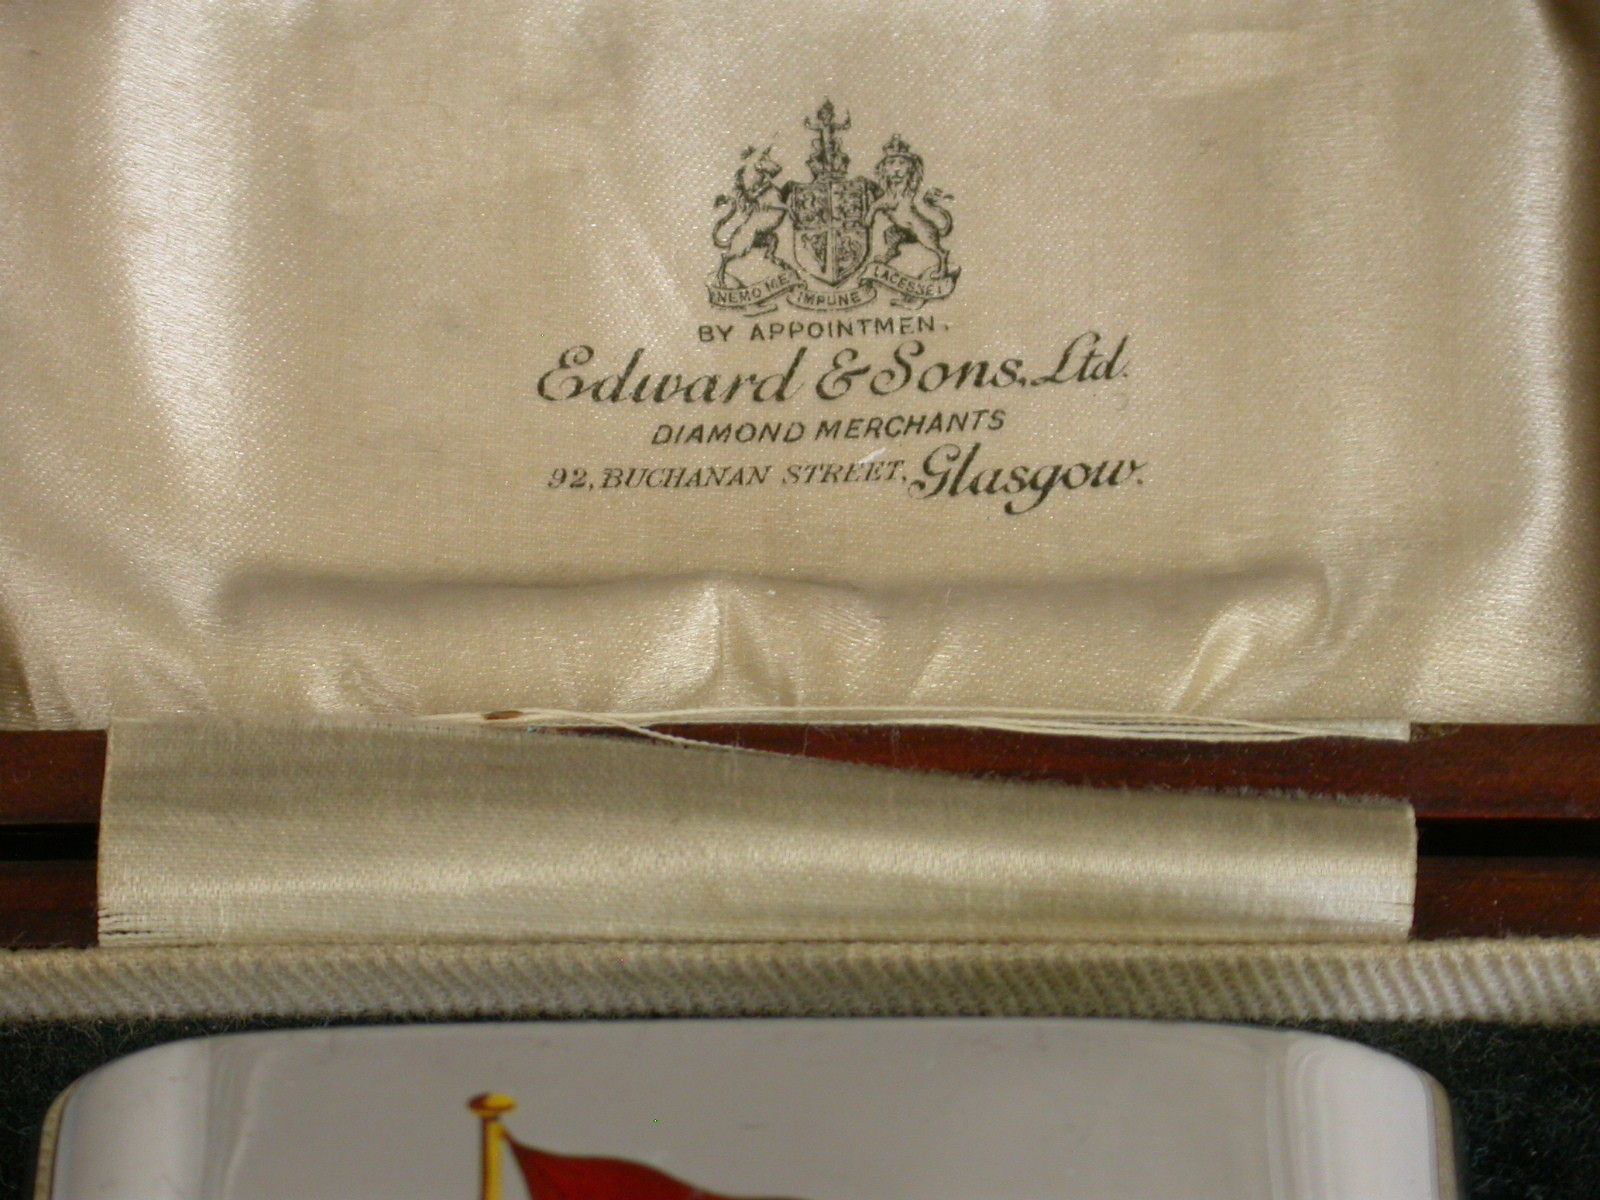 NEMO ME IMPUNE LACESSET
BY APPOINTMEN.
Edward & Sons, Ltd.
DIAMOND MERCHANTS
92, BUCHANAN STREET, Glasgow.